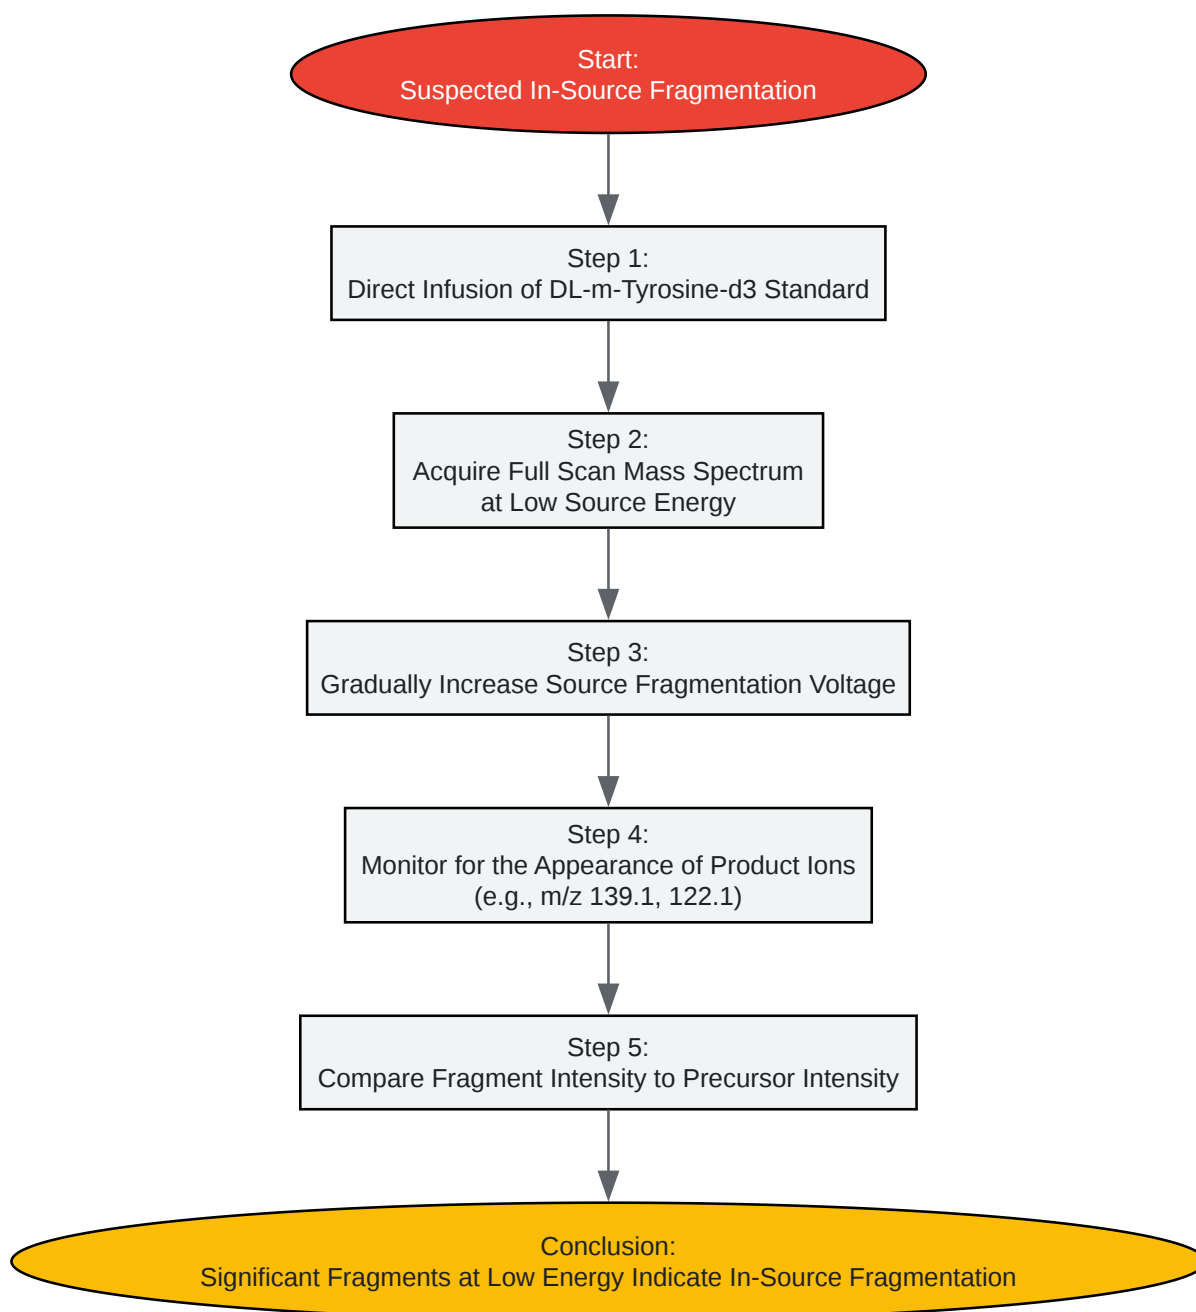 Start:
Suspected In-Source Fragmentation
Step 1:
Direct Infusion of DL-m-Tyrosine-d3 Standard
Step 2:
Acquire Full Scan Mass Spectrum
at Low Source Energy
Step 3:
Gradually Increase Source Fragmentation Voltage
Step 4:
Monitor for the Appearance of Product Ions
(e.g., m/z 139.1, 122.1)
Step 5:
Compare Fragment Intensity to Precursor Intensity
Conclusion:
Significant Fragments at Low Energy Indicate In-Source Fragmentation